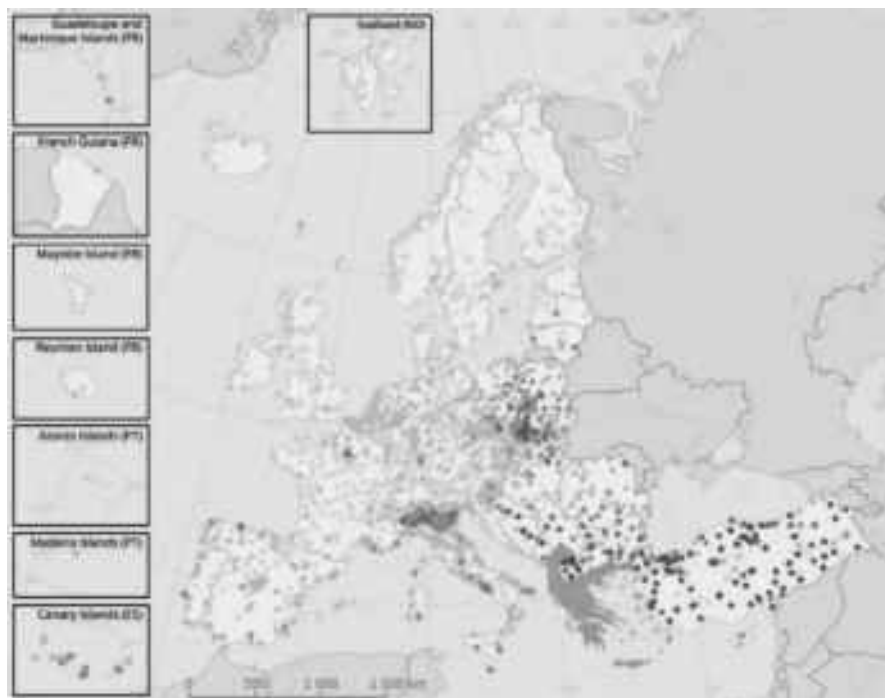 Guadeloupe and
Martinique Islands (FR)
Svalbard (NO)
French Guiana (FR)
Mayotte Island (FR)
Reunion Island (FR)
Azores Islands (PT)
Madeira Islands (PT)
Canary Islands (ES)
0